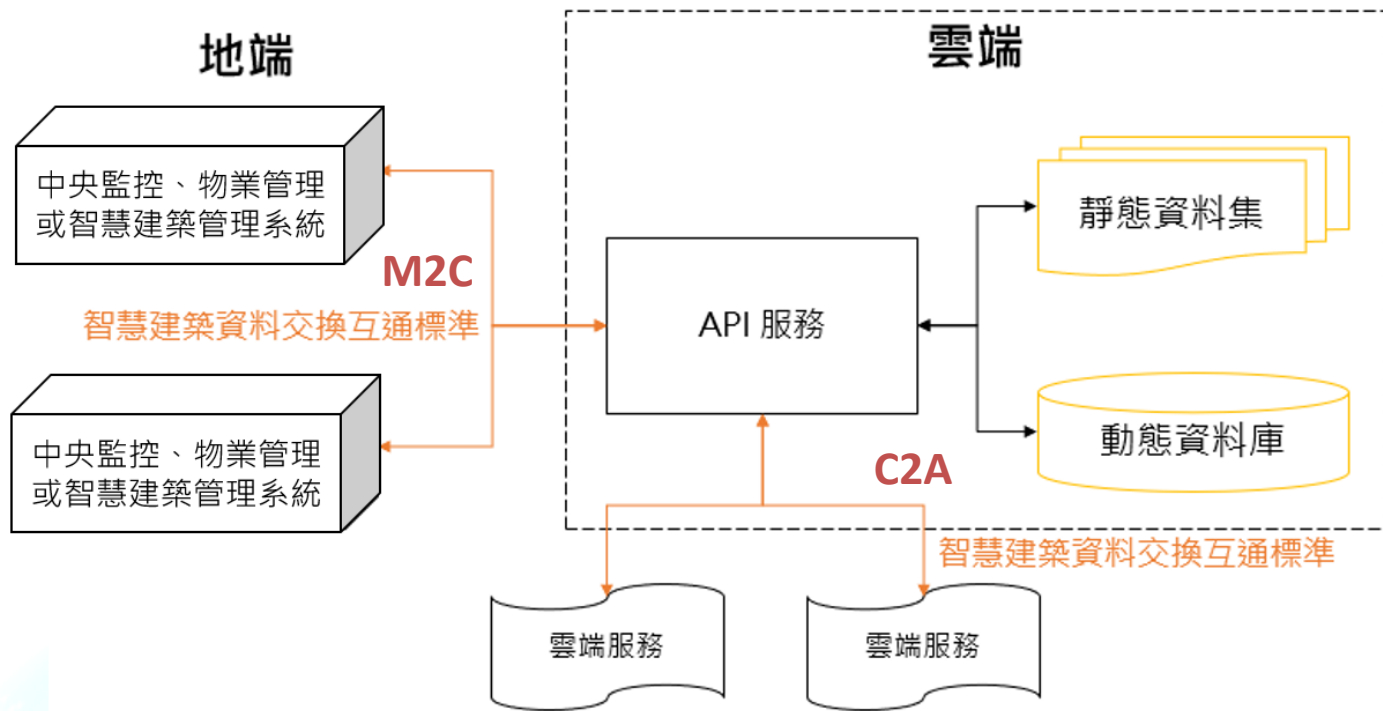 地端
雲端
中央監控、物業管理
或智慧建築管理系統
M2C
智慧建築資料交換互通標準
中央監控、物業管理
或智慧建築管理系統
API 服務
靜態資料集
動態資料庫
C2A
智慧建築資料交換互通標準
雲端服務
雲端服務